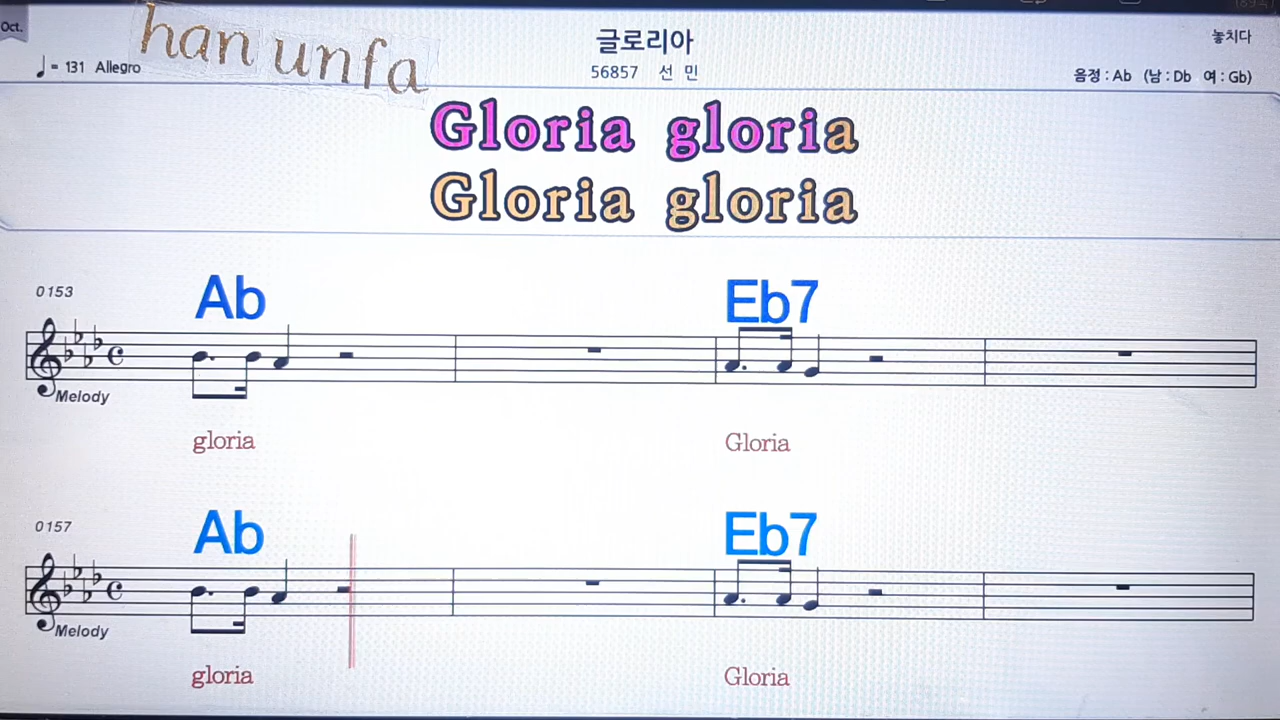 Oct.
han unfa
♩ = 131 Allegro
글로리아
56857 선 민
놓치다
음정 : Ab (남 : Db 여 : Gb)
Gloria gloria
Gloria gloria
0153
Ab Eb7
Melody
gloria Gloria
0157
Ab Eb7
Melody
gloria Gloria